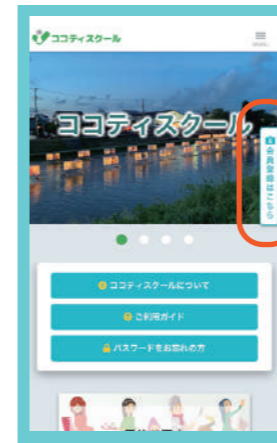 ココティスクール
MENU
ココティスクール
会員登録はこちら
ココティスクールについて
ご利用ガイド
パスワードをお忘れの方